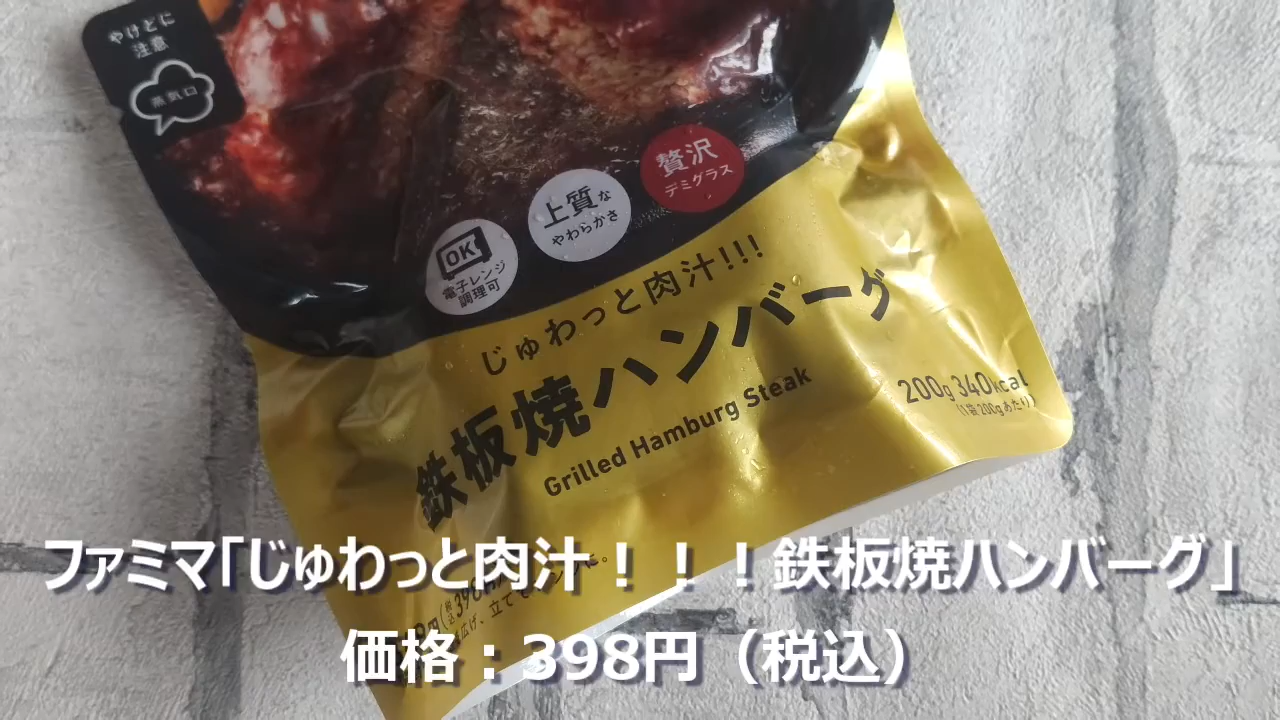 やけどに
注意
蒸気口
贅沢
デミグラス
上質な
やわらかさ
OK
電子レンジ
調理可
じゅわっと肉汁!!!
鉄板焼ハンバーグ
Grilled Hamburg Steak
200g 340kcal
(1袋200gあたり)
ファミマ「じゅわっと肉汁！！！鉄板焼ハンバーグ」
価格：398円（税込）